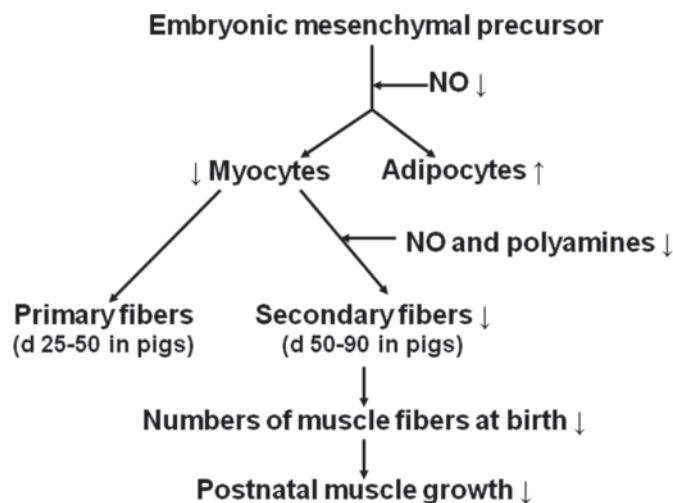 Embryonic mesenchymal precursor
NO ↓
↓ Myocytes Adipocytes ↑
NO and polyamines ↓
Primary fibers Secondary fibers ↓
(d 25-50 in pigs) (d 50-90 in pigs)
Numbers of muscle fibers at birth ↓
Postnatal muscle growth ↓